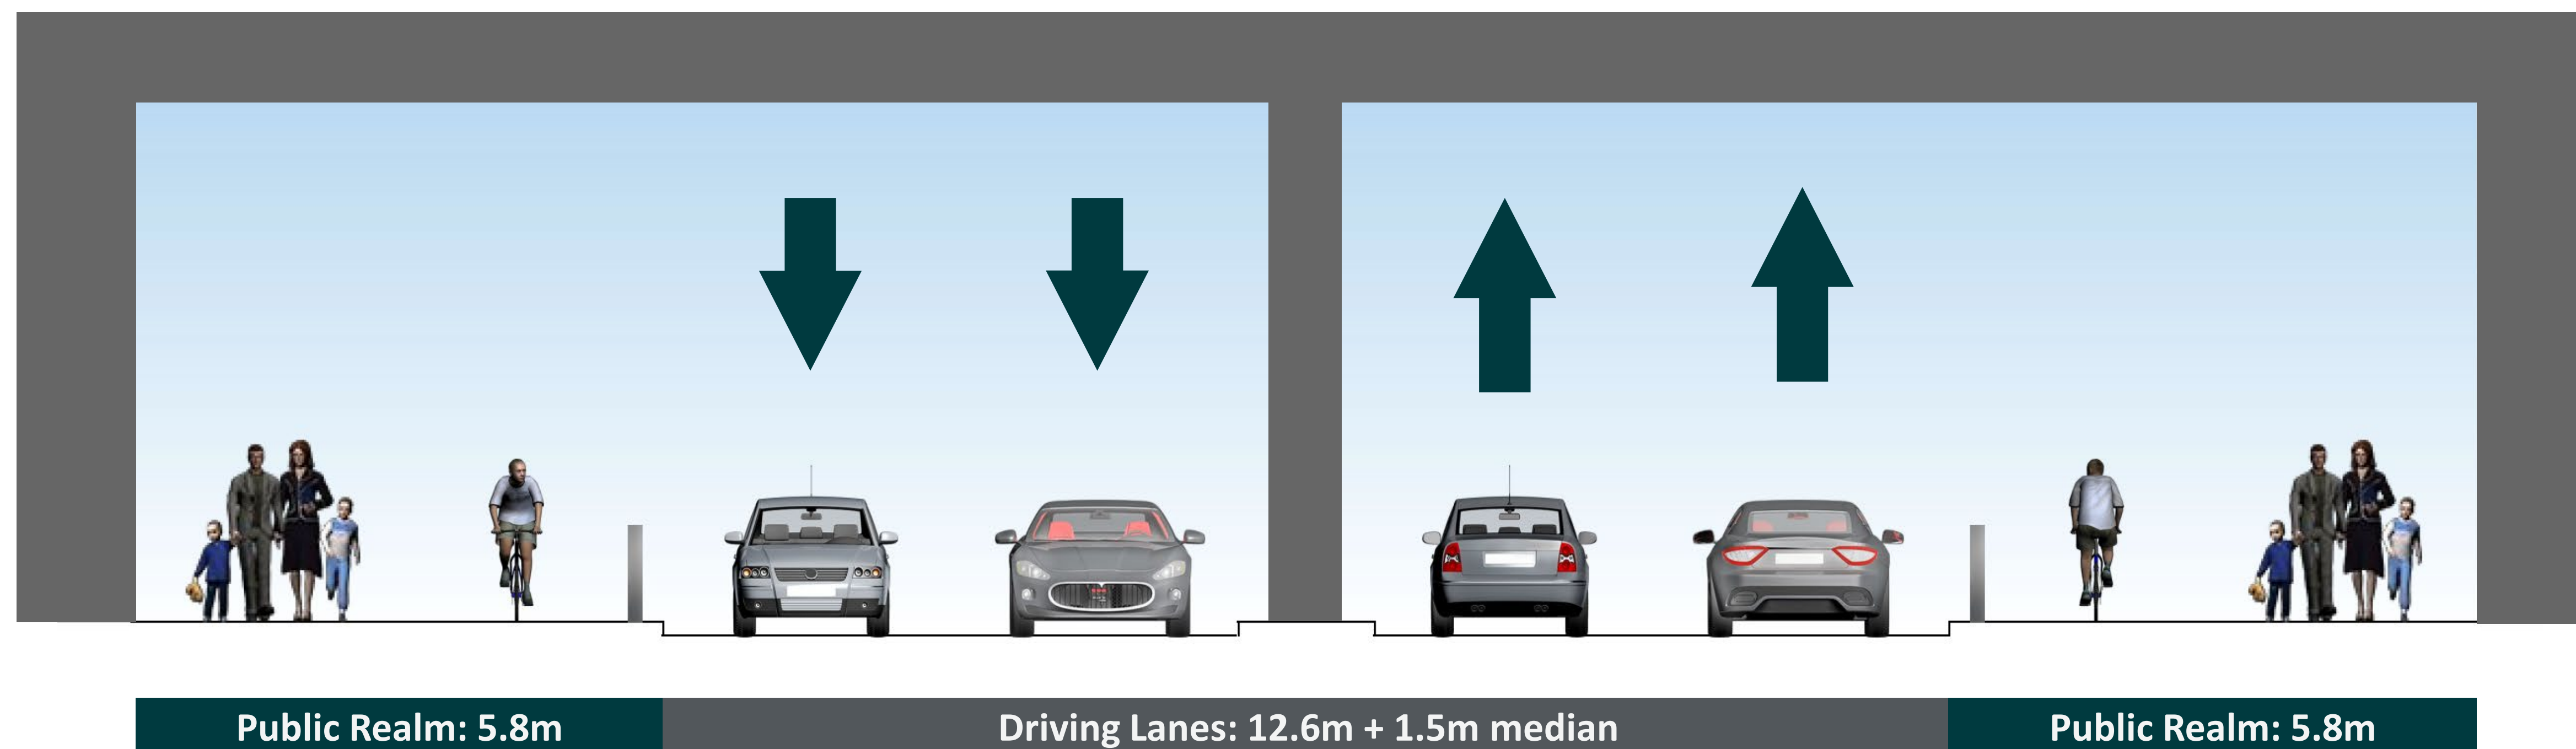 Public Realm: 5.8m
Driving Lanes: 12.6m + 1.5m median
Public Realm: 5.8m